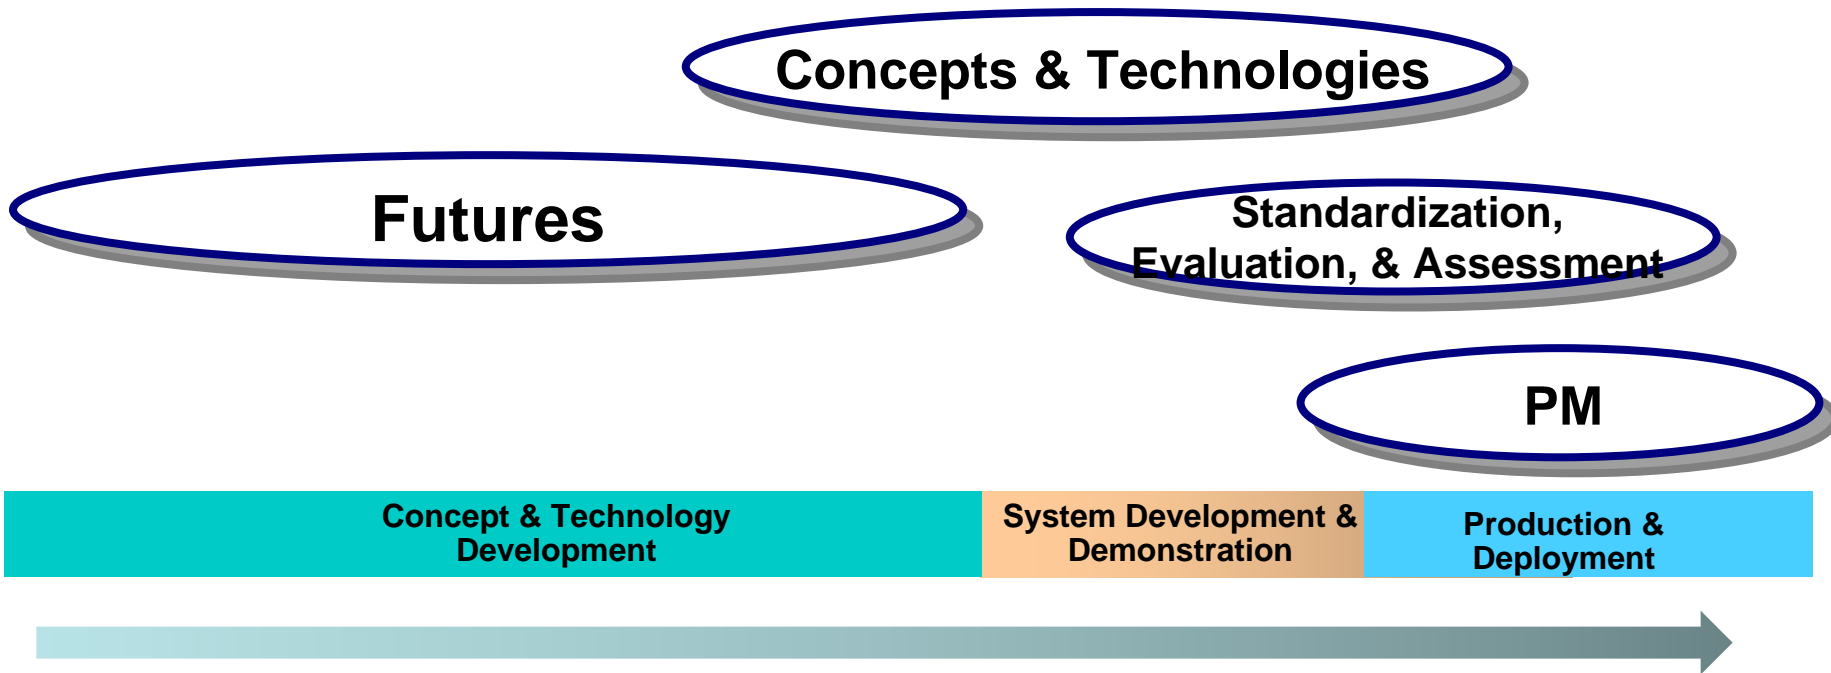 Concepts & Technologies
Futures
Standardization,
Evaluation, & Assessment
PM
Concept & Technology
Development
System Development &
Demonstration
Production &
Deployment